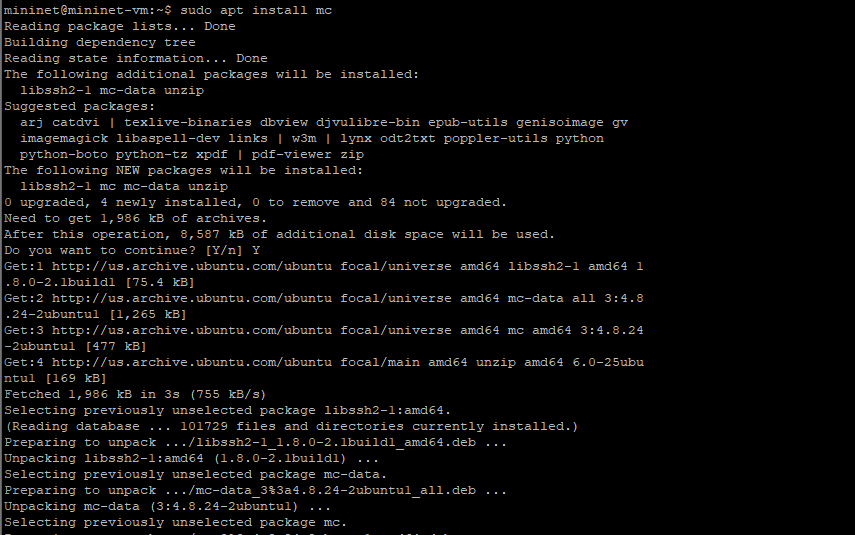 mininet@mininet-vm:~$ sudo apt install mc
Reading package lists... Done
Building dependency tree
Reading state information... Done
The following additional packages will be installed:
  libssh2-1 mc-data unzip
Suggested packages:
  arj catdvi | texlive-binaries dbview djvulibre-bin epub-utils genisoimage gv
  imagemagick libaspell-dev links | w3m | lynx odt2txt poppler-utils python
  python-boto python-tz xpdf | pdf-viewer zip
The following NEW packages will be installed:
  libssh2-1 mc mc-data unzip
0 upgraded, 4 newly installed, 0 to remove and 84 not upgraded.
Need to get 1,986 kB of archives.
After this operation, 8,587 kB of additional disk space will be used.
Do you want to continue? [Y/n] Y
Get:1 http://us.archive.ubuntu.com/ubuntu focal/universe amd64 libssh2-1 amd64 1
.8.0-2.1build1 [75.4 kB]
Get:2 http://us.archive.ubuntu.com/ubuntu focal/universe amd64 mc-data all 3:4.8
.24-2ubuntu1 [1,265 kB]
Get:3 http://us.archive.ubuntu.com/ubuntu focal/universe amd64 mc amd64 3:4.8.24
-2ubuntu1 [477 kB]
Get:4 http://us.archive.ubuntu.com/ubuntu focal/main amd64 unzip amd64 6.0-25ubu
ntu1 [169 kB]
Fetched 1,986 kB in 3s (755 kB/s)
Selecting previously unselected package libssh2-1:amd64.
(Reading database ... 101729 files and directories currently installed.)
Preparing to unpack .../libssh2-1_1.8.0-2.1build1_amd64.deb ...
Unpacking libssh2-1:amd64 (1.8.0-2.1build1) ...
Selecting previously unselected package mc-data.
Preparing to unpack .../mc-data_3%3a4.8.24-2ubuntu1_all.deb ...
Unpacking mc-data (3:4.8.24-2ubuntu1) ...
Selecting previously unselected package mc.